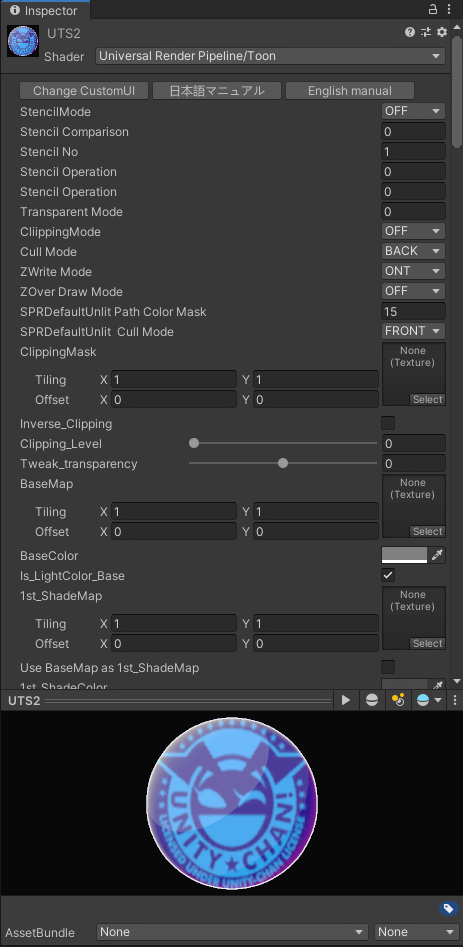 Inspector
UTS2
Shader Universal Render Pipeline/Toon
Change CustomUI 日本語マニュアル English manual
StencilMode OFF
Stencil Comparison 0
Stencil No 1
Stencil Operation 0
Stencil Operation 0
Transparent Mode 0
CliippingMode OFF
Cull Mode BACK
ZWrite Mode ONT
ZOver Draw Mode OFF
SPRDefaultUnlit Path Color Mask 15
SPRDefaultUnlit Cull Mode FRONT
ClippingMask None
(Texture)
Tiling X 1 Y 1
Offset X 0 Y 0 Select
Inverse_Clipping
Clipping_Level 0
Tweak_transparency 0
BaseMap None
(Texture)
Tiling X 1 Y 1
Offset X 0 Y 0 Select
BaseColor
Is_LightColor_Base
1st_ShadeMap None
(Texture)
Tiling X 1 Y 1
Offset X 0 Y 0 Select
Use BaseMap as 1st_ShadeMap
1st_ShadeColor
UTS2
UNITY★CHAN!
LICENSED UNDER UNITY-CHAN LICENSE
AssetBundle None None